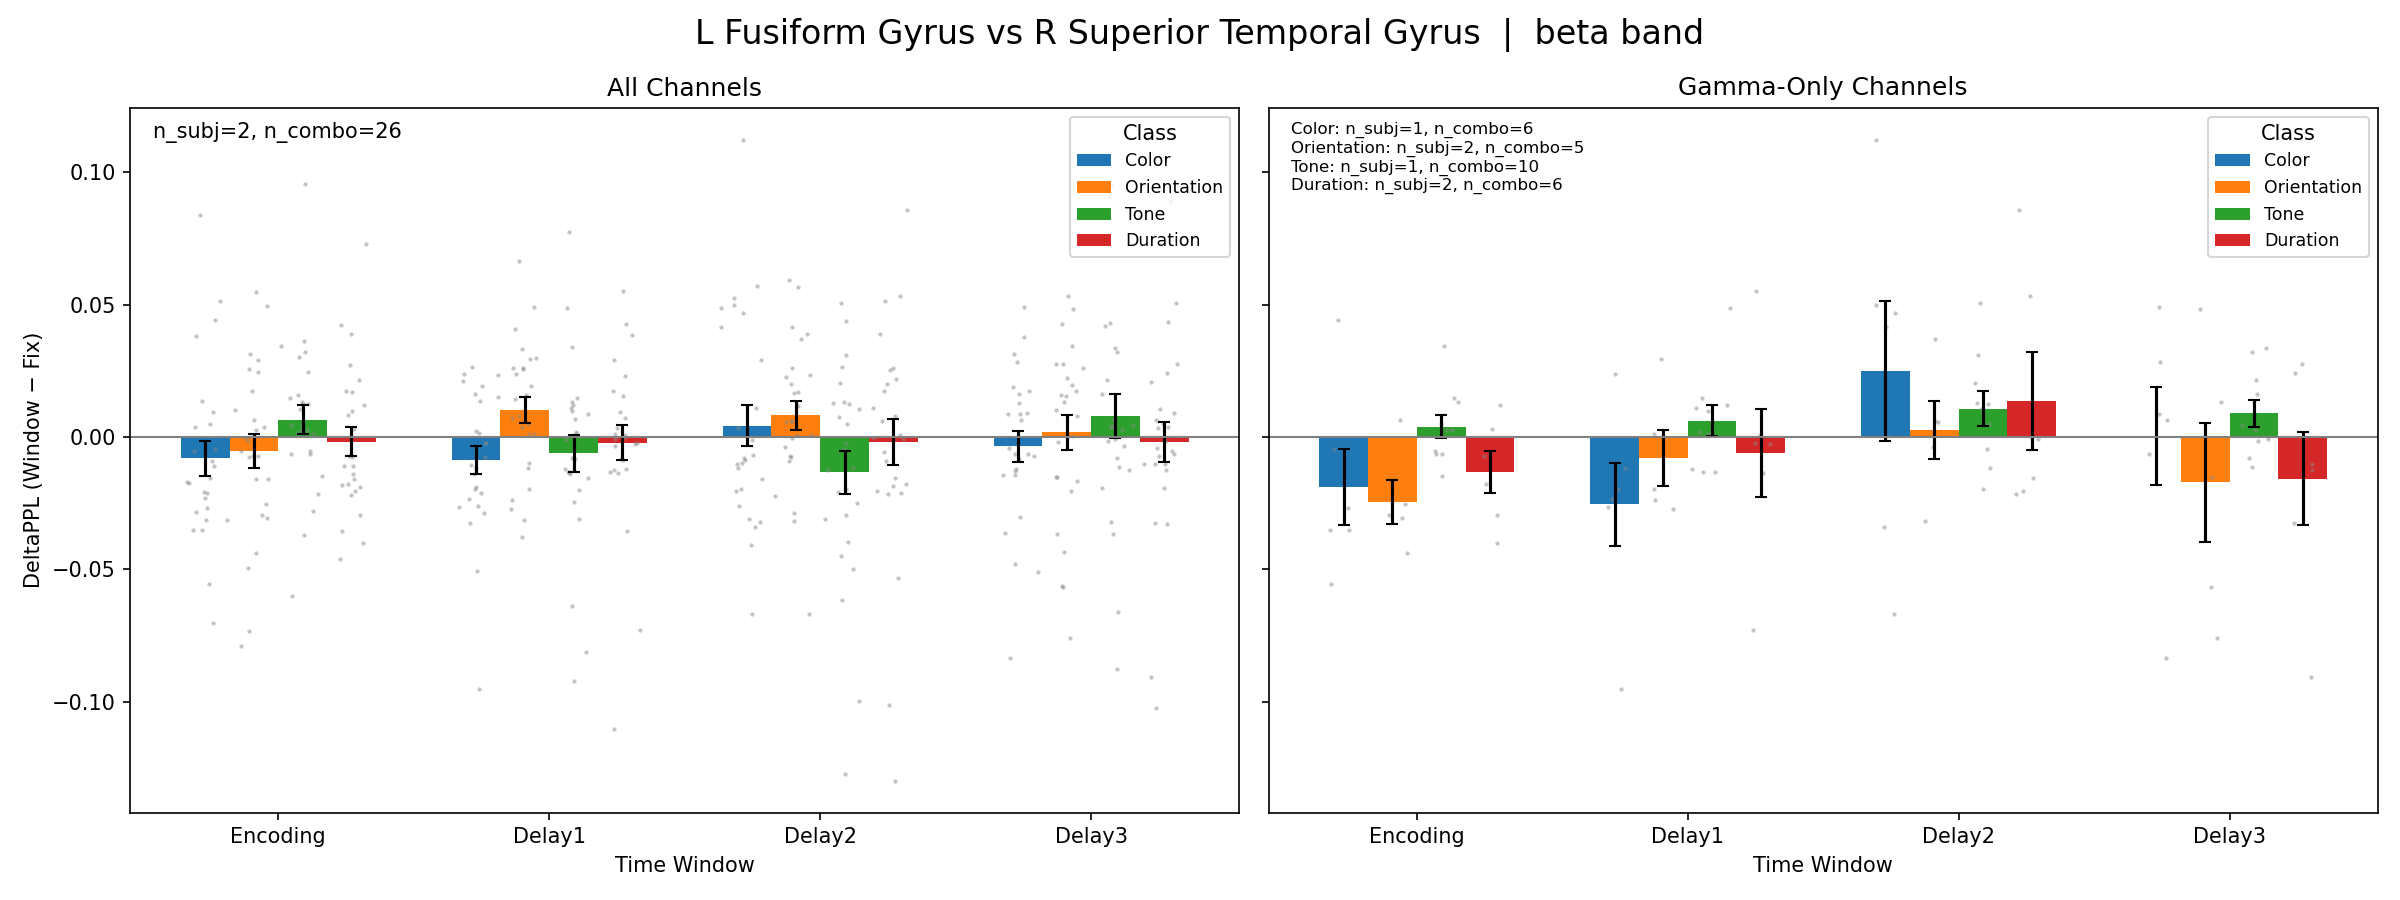 L Fusiform Gyrus vs R Superior Temporal Gyrus | beta band
All Channels
n_subj=2, n_combo=26
Class
Color
Orientation
Tone
Duration
0.10
0.05
0.00
−0.05
−0.10
DeltaPPL (Window − Fix)
Encoding
Delay1
Delay2
Delay3
Time Window
Gamma-Only Channels
Color: n_subj=1, n_combo=6
Orientation: n_subj=2, n_combo=5
Tone: n_subj=1, n_combo=10
Duration: n_subj=2, n_combo=6
Class
Color
Orientation
Tone
Duration
Encoding
Delay1
Delay2
Delay3
Time Window